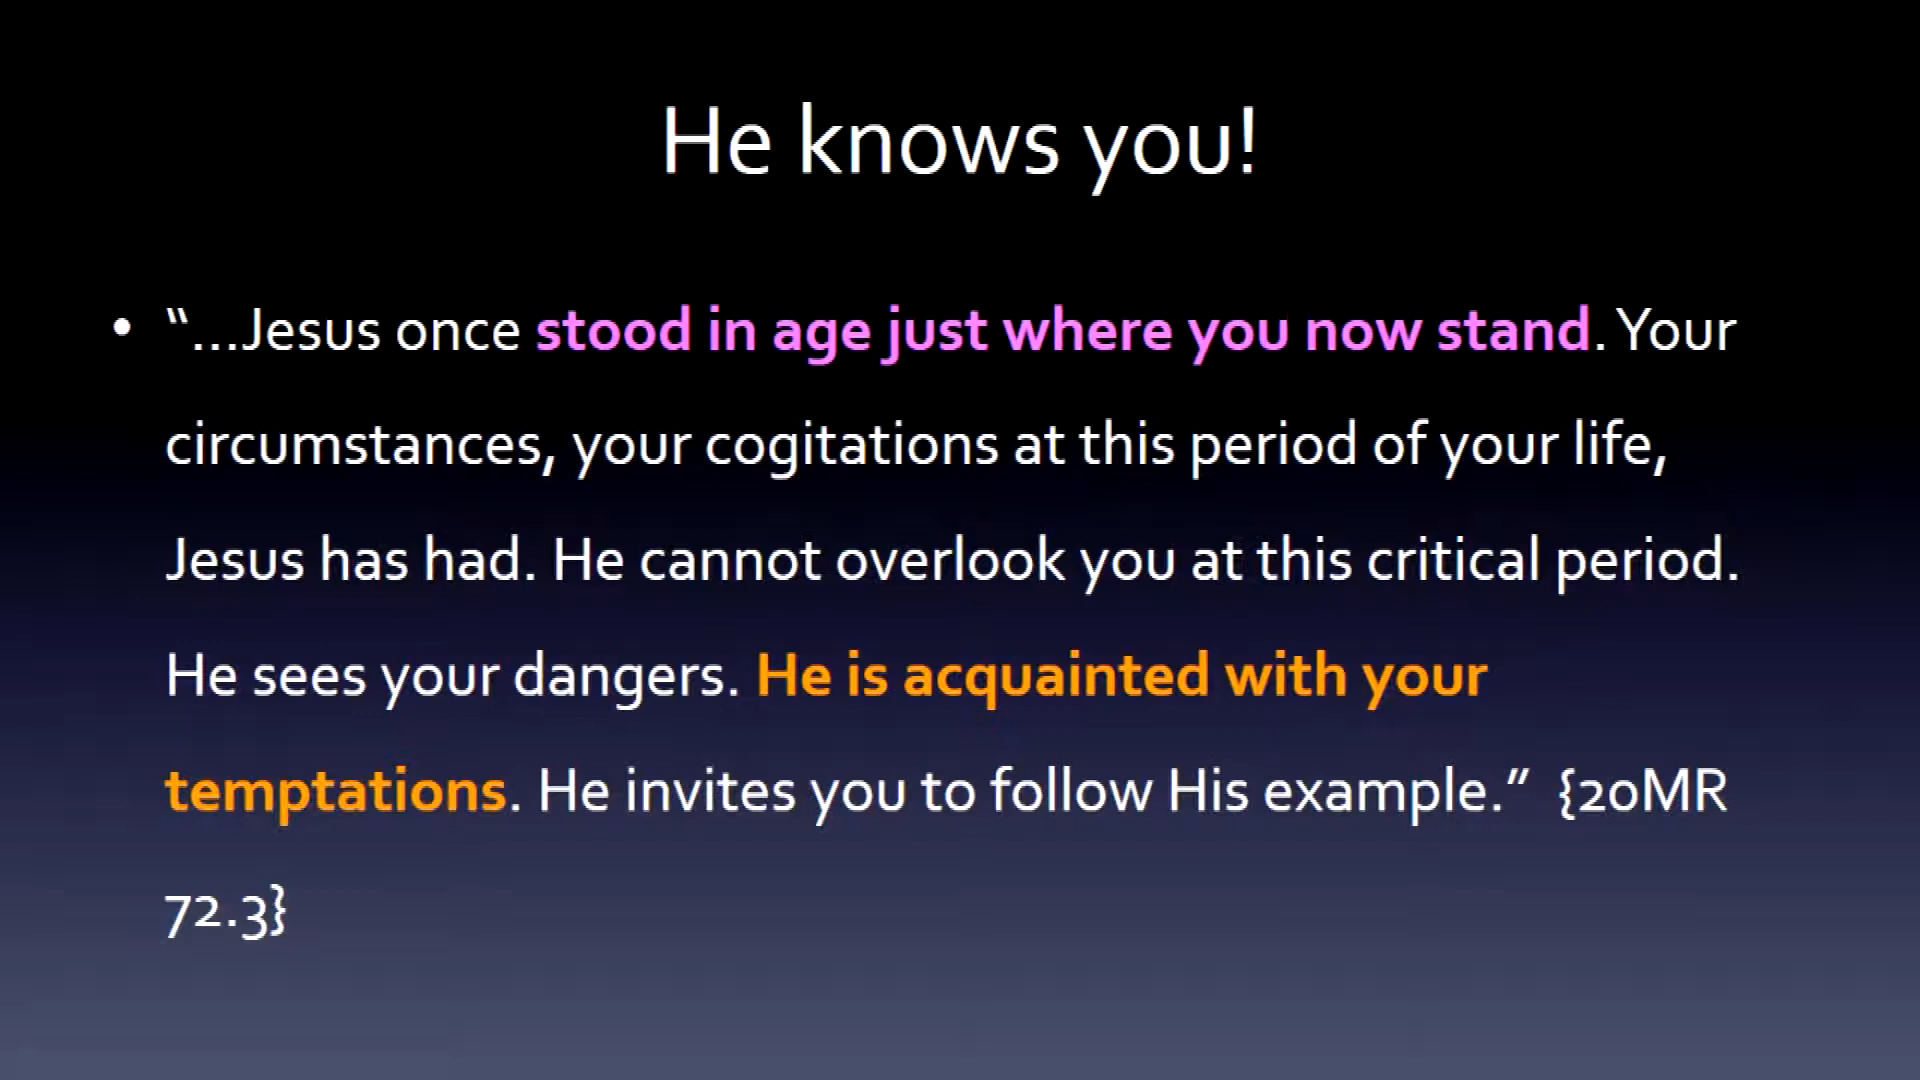 He knows you!
• “...Jesus once stood in age just where you now stand. Your
circumstances, your cogitations at this period of your life,
Jesus has had. He cannot overlook you at this critical period.
He sees your dangers. He is acquainted with your
temptations. He invites you to follow His example.” {20MR
72.3}